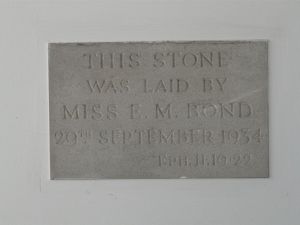 THIS STONE
WAS LAID BY
MISS E. M. BOND
29TH SEPTEMBER 1934
EPH. II. 19-22